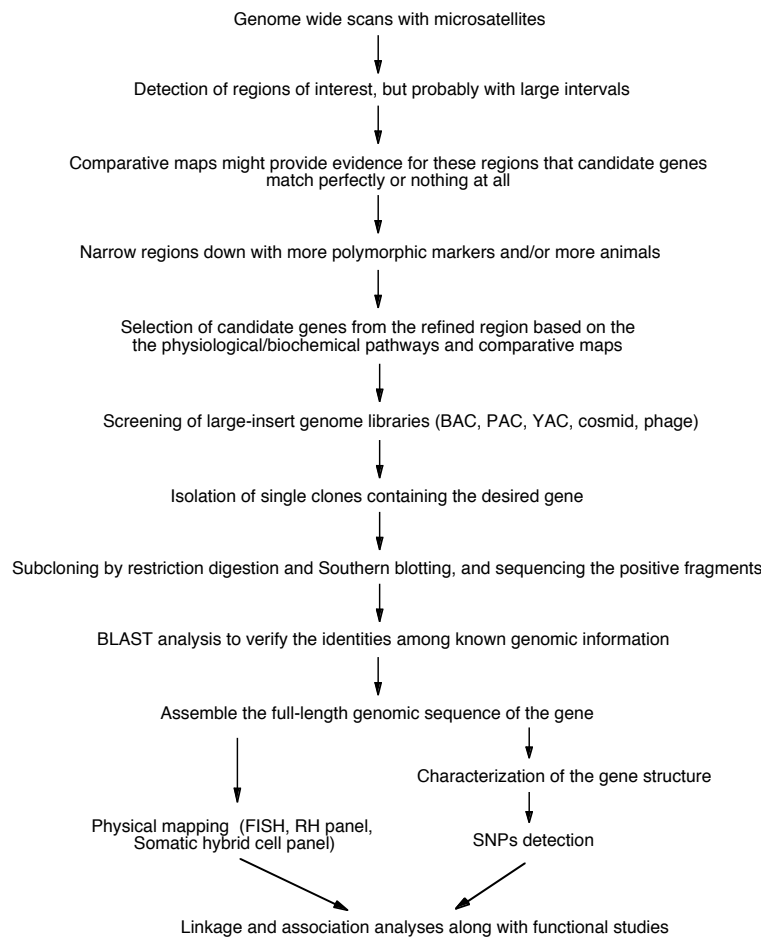 Genome wide scans with microsatellites
Detection of regions of interest, but probably with large intervals
Comparative maps might provide evidence for these regions that candidate genes
match perfectly or nothing at all
Narrow regions down with more polymorphic markers and/or more animals
Selection of candidate genes from the refined region based on the
the physiological/biochemical pathways and comparative maps
Screening of large-insert genome libraries (BAC, PAC, YAC, cosmid, phage)
Isolation of single clones containing the desired gene
Subcloning by restriction digestion and Southern blotting, and sequencing the positive fragments
BLAST analysis to verify the identities among known genomic information
Assemble the full-length genomic sequence of the gene
Characterization of the gene structure
Physical mapping (FISH, RH panel,
Somatic hybrid cell panel)
SNPs detection
Linkage and association analyses along with functional studies